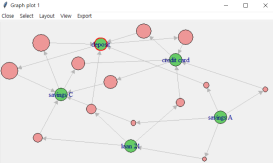 Graph plot 1
Close Select Layout View Export
deposit
credit card
savings C
savings A
loan X